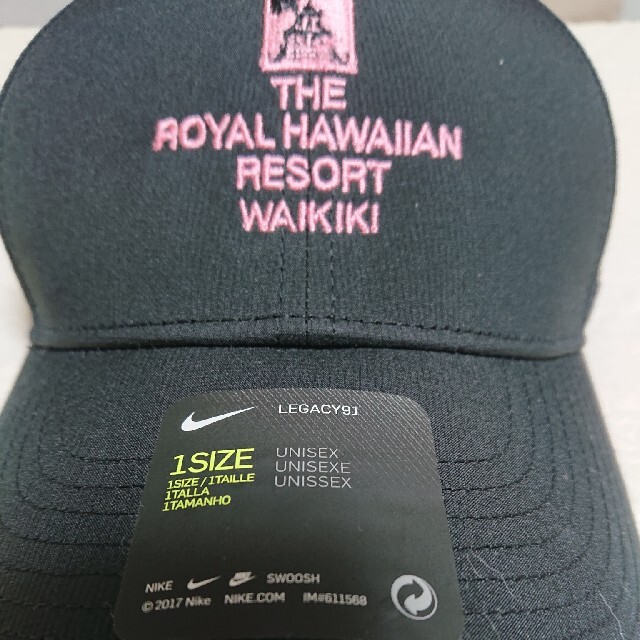 THE
ROYAL HAWAIIAN
RESORT
WAIKIKI
LEGACY91
1SIZE
1SIZE / 1TAILLE
1TALLA
1TAMANHO
UNISEX
UNISEXE
UNISSEX
NIKE SWOOSH
© 2017 Nike NIKE.COM IM#611568